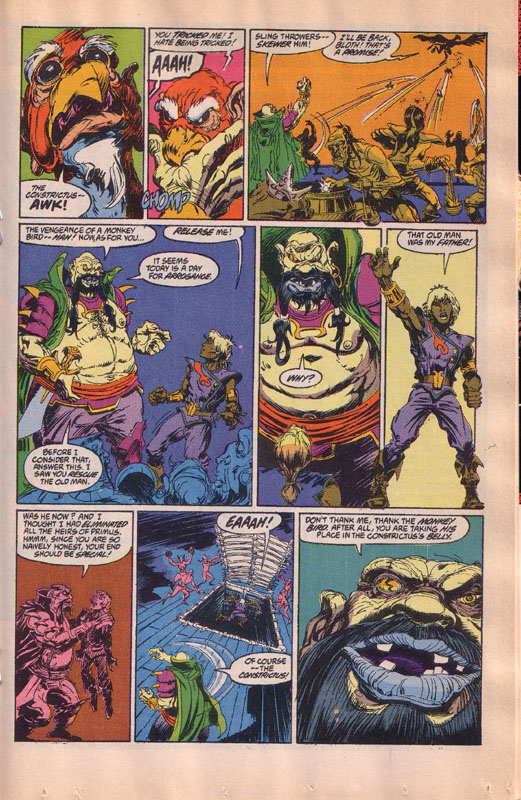 THE
CONSTRICTUS--
AWK!
YOU TRICKED ME! I
HATE BEING TRICKED!
AAAH!
CHOMP
SLING THROWERS--
SKEWER HIM!
I'LL BE BACK,
BLOTH! THAT'S
A PROMISE!
THE VENGEANCE OF A MONKEY
BIRD--HAH! NOW, AS FOR YOU...
RELEASE ME!
IT SEEMS
TODAY IS A DAY
FOR ARROGANCE.
BEFORE I
CONSIDER THAT,
ANSWER THIS. I
SAW YOU RESCUE
THE OLD MAN.
WHY?
THAT OLD MAN
WAS MY FATHER!
WAS HE NOW? AND I
THOUGHT I HAD ELIMINATED
ALL THE HEIRS OF PRIMUS.
HMMM, SINCE YOU ARE SO
NAIVELY HONEST, YOUR END
SHOULD BE SPECIAL!
EAAAH!
OF COURSE
--THE
CONSTRICTUS!
DON'T THANK ME, THANK THE MONKEY
BIRD. AFTER ALL, YOU ARE TAKING HIS
PLACE IN THE CONSTRICTUS'S BELLY.